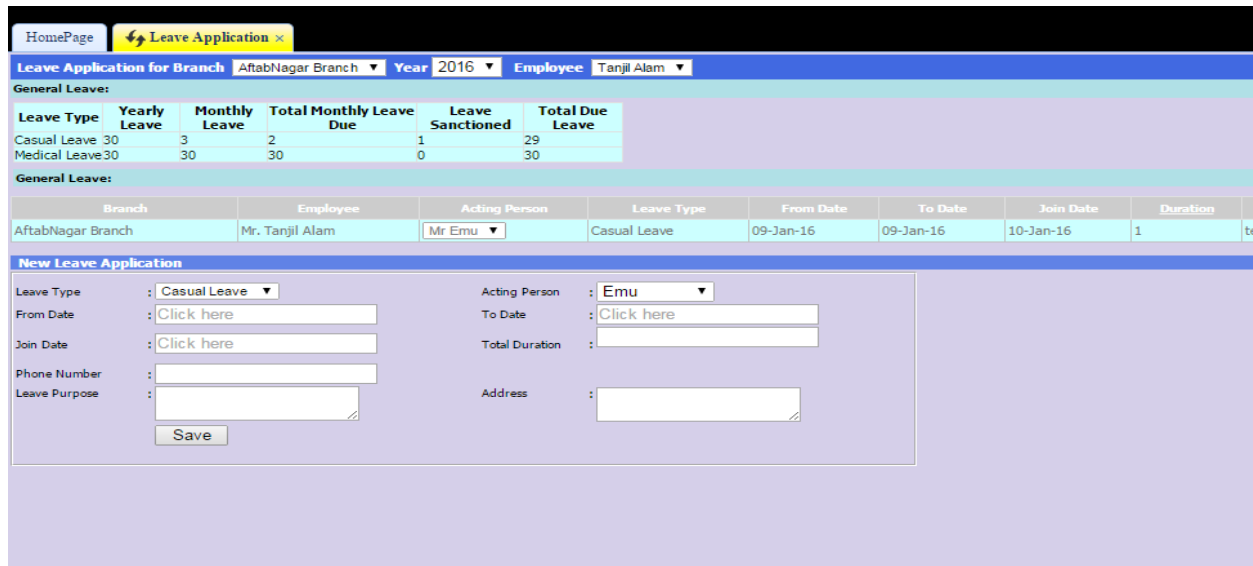 HomePage Leave Application ×
Leave Application for Branch AftabNagar Branch Year 2016 Employee Tanjil Alam
General Leave:
Leave Type Yearly Leave Monthly Leave Total Monthly Leave Due Leave Sanctioned Total Due Leave
Casual Leave 30 3 2 1 29
Medical Leave 30 30 30 0 30
General Leave:
Branch Employee Acting Person Leave Type From Date To Date Join Date Duration
AftabNagar Branch Mr. Tanjil Alam Mr Emu Casual Leave 09-Jan-16 09-Jan-16 10-Jan-16 1
New Leave Application
Leave Type : Casual Leave Acting Person : Emu
From Date : Click here To Date : Click here
Join Date : Click here Total Duration :
Phone Number :
Leave Purpose : Address :
Save